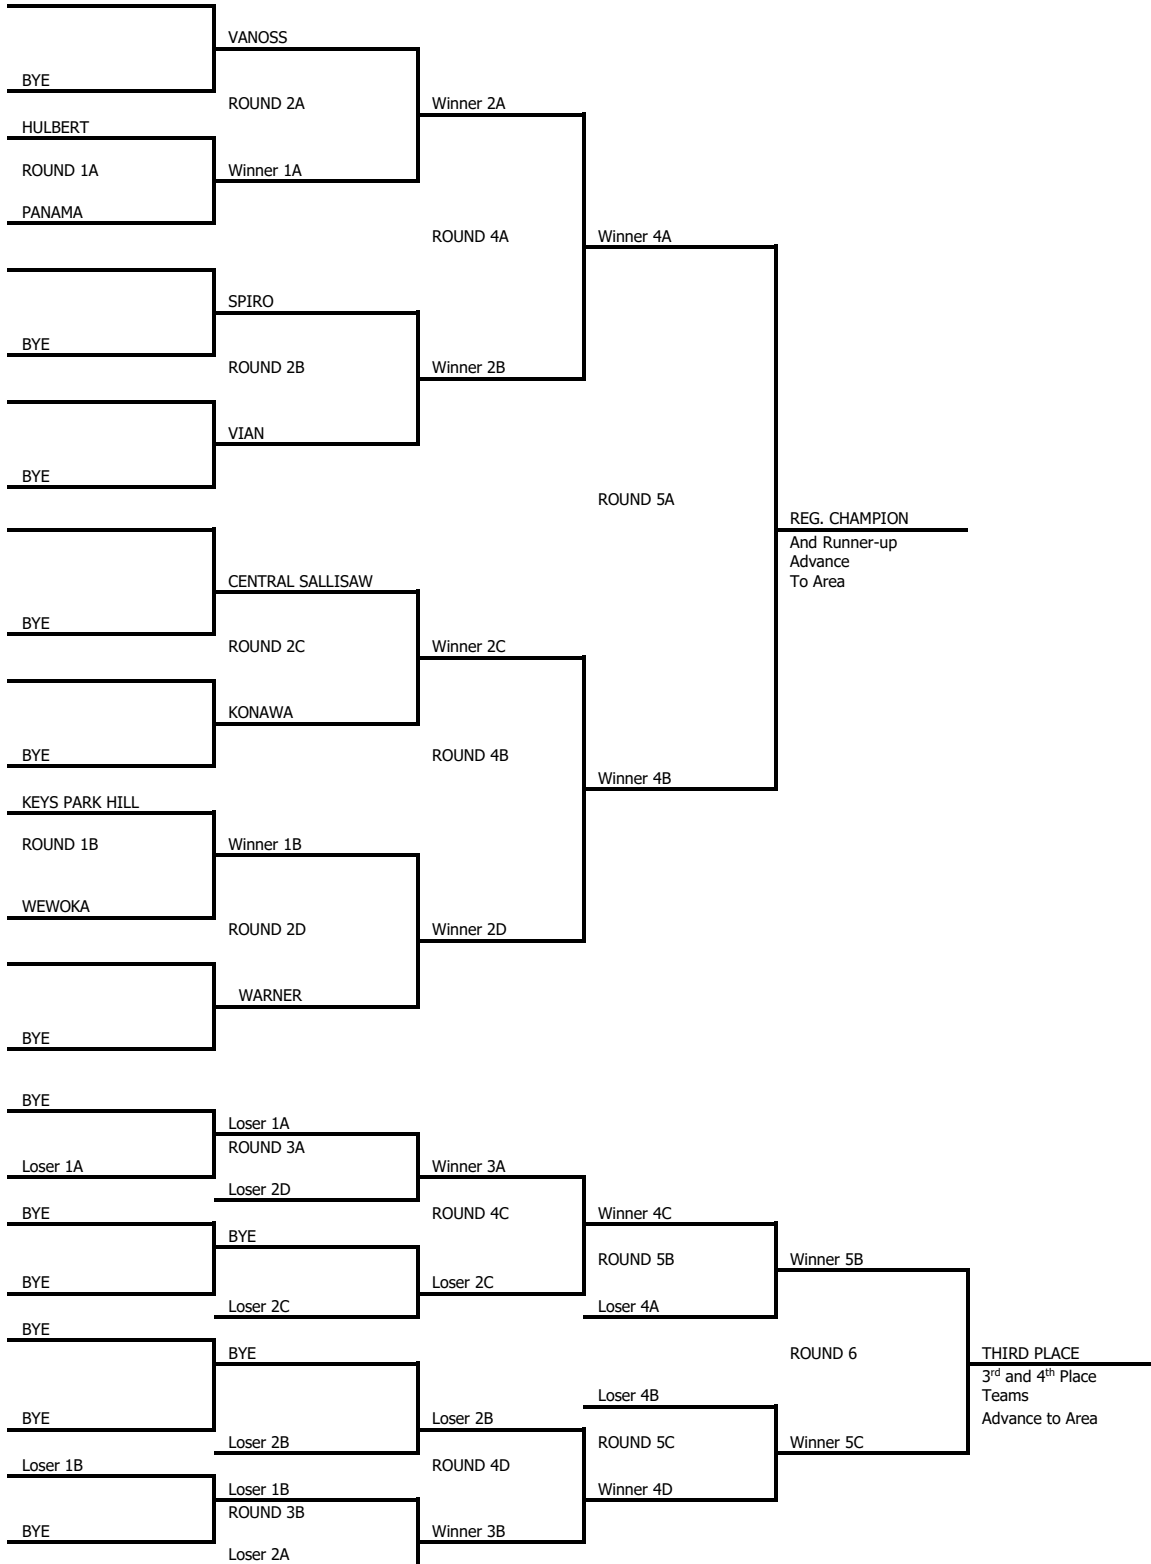 VANOSS
BYE
ROUND 2A
Winner 2A
HULBERT
ROUND 1A
Winner 1A
PANAMA
ROUND 4A
Winner 4A
SPIRO
BYE
ROUND 2B
Winner 2B
VIAN
BYE
ROUND 5A
REG. CHAMPION
And Runner-up
Advance
To Area
CENTRAL SALLISAW
BYE
ROUND 2C
Winner 2C
KONAWA
BYE
ROUND 4B
Winner 4B
KEYS PARK HILL
ROUND 1B
Winner 1B
WEWOKA
ROUND 2D
Winner 2D
WARNER
BYE
BYE
Loser 1A
ROUND 3A
Loser 1A
Winner 3A
Loser 2D
BYE
ROUND 4C
Winner 4C
BYE
ROUND 5B
Winner 5B
BYE
Loser 2C
Loser 2C
Loser 4A
BYE
BYE
ROUND 6
THIRD PLACE
3rd and 4th Place
Teams
Advance to Area
Loser 4B
BYE
Loser 2B
Loser 2B
ROUND 5C
Winner 5C
Loser 1B
ROUND 4D
Loser 1B
Winner 4D
ROUND 3B
BYE
Winner 3B
Loser 2A